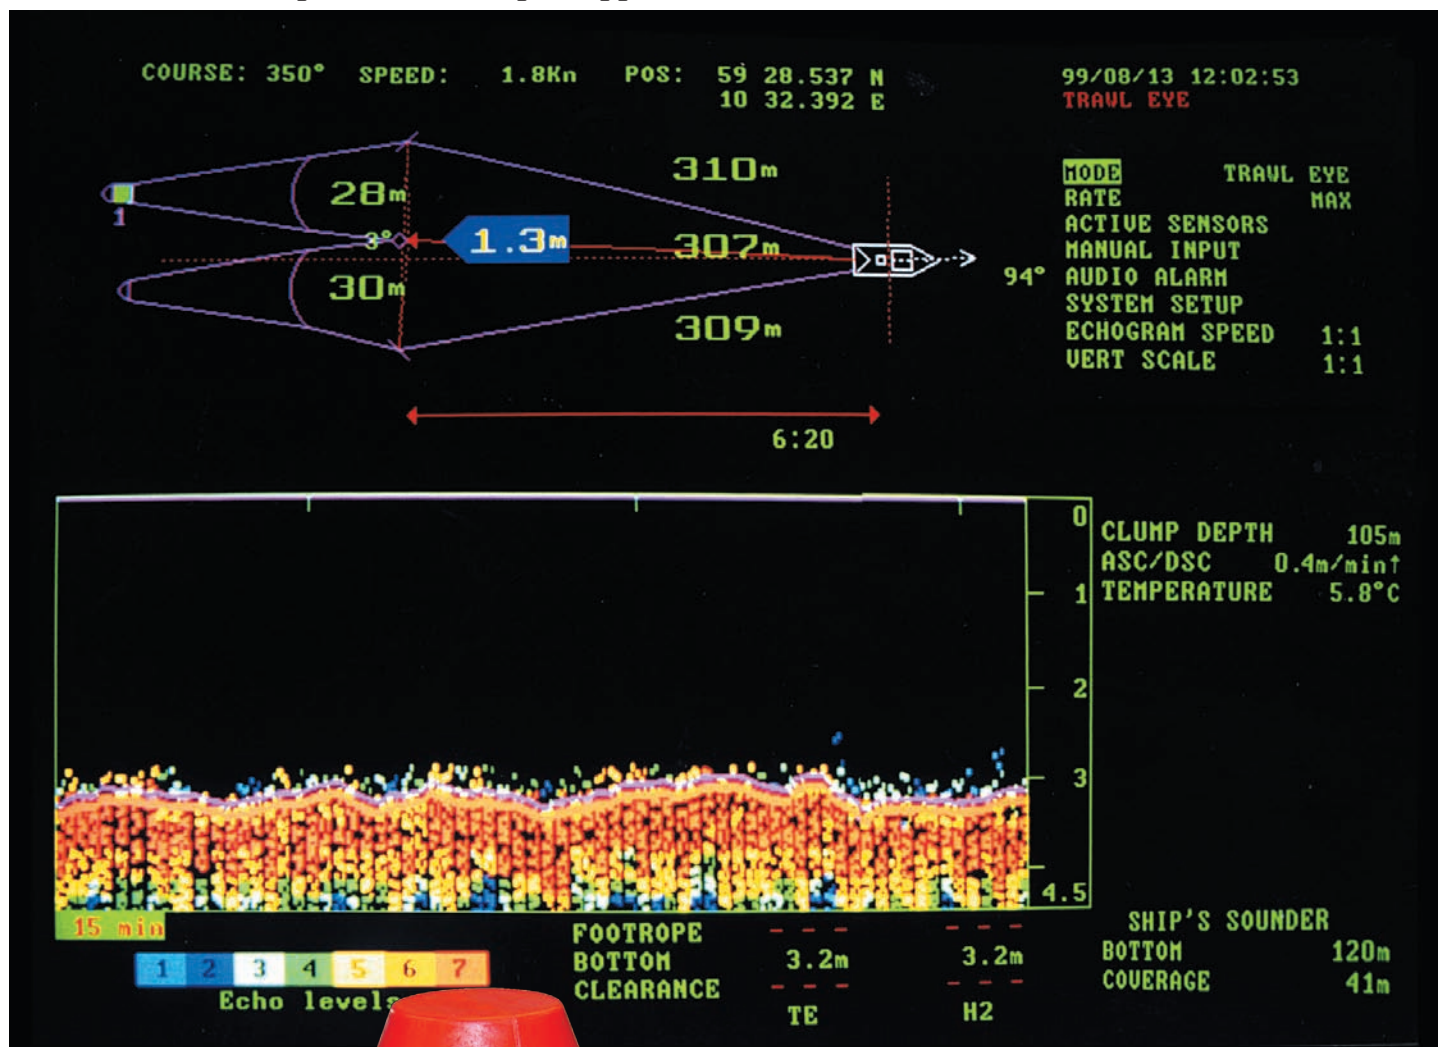 COURSE: 350° SPEED: 1.8Kn POS: 59 28.537 N
10 32.392 E
99/08/13 12:02:53
TRAWL EYE
310m
28m
1
3°
1.3m
307m
30m
309m
94°
6:20
MODE TRAWL EYE
RATE MAX
ACTIVE SENSORS
MANUAL INPUT
AUDIO ALARM
SYSTEM SETUP
ECHOGRAM SPEED 1:1
VERT SCALE 1:1
0
1
2
3
4.5
CLUMP DEPTH 105m
ASC/DSC 0.4m/min↑
TEMPERATURE 5.8°C
15 min
1 2 3 4 5 6 7
Echo levels
FOOTROPE - - - - - -
BOTTOM 3.2m 3.2m
CLEARANCE - - - - - -
TE H2
SHIP'S SOUNDER
BOTTOM 120m
COVERAGE 41m